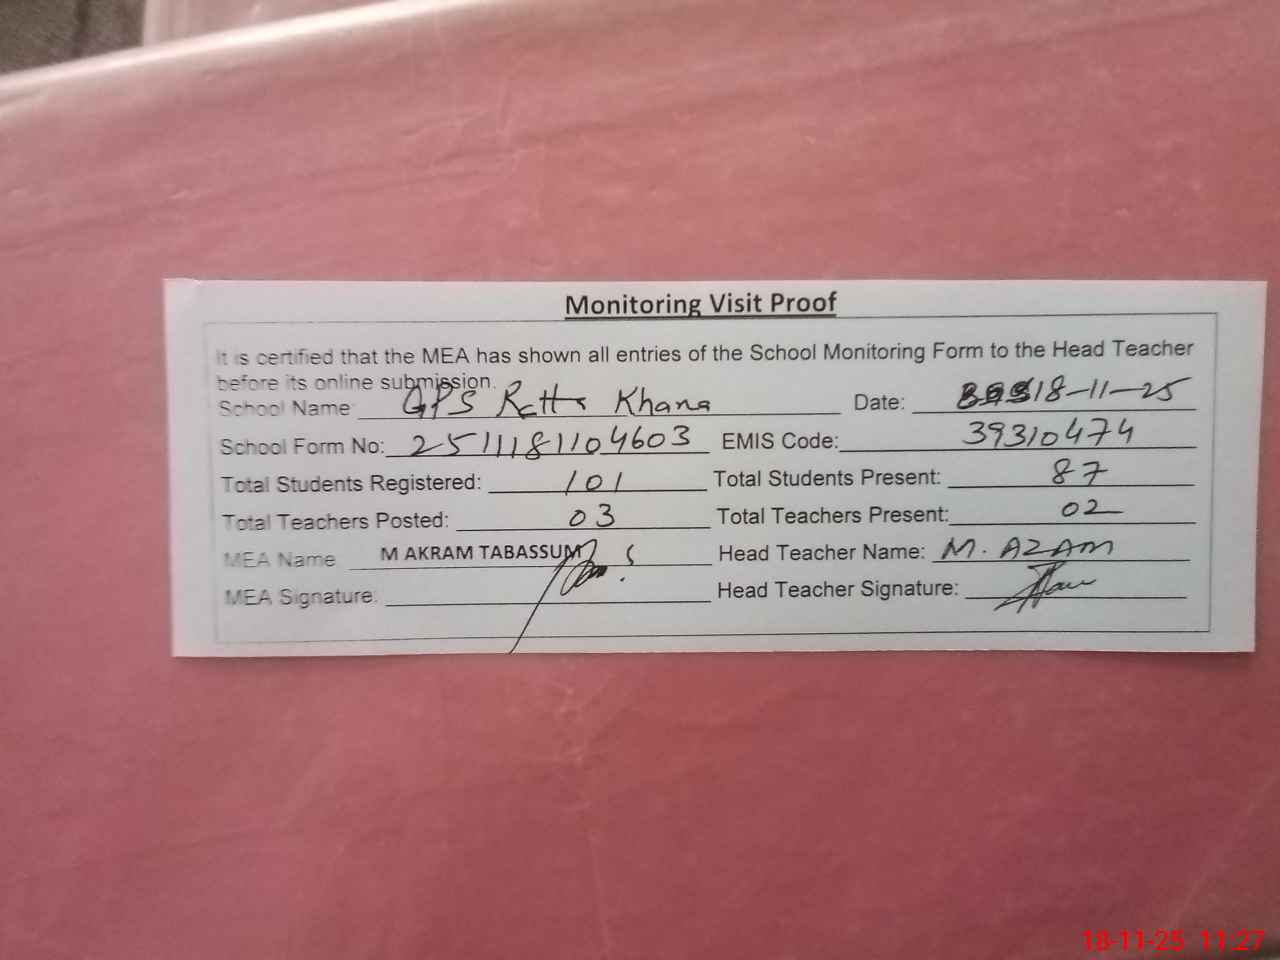 Monitoring Visit Proof
It is certified that the MEA has shown all entries of the School Monitoring Form to the Head Teacher
before its online submission.
School Name GPS Ratta Khana Date: 18-11-25
School Form No: 2511181104603 EMIS Code: 39310474
Total Students Registered: 101 Total Students Present: 87
Total Teachers Posted: 03 Total Teachers Present: 02
MEA Name M AKRAM TABASSUM Head Teacher Name: M. AZAM
MEA Signature: Head Teacher Signature:
18-11-25 11:27